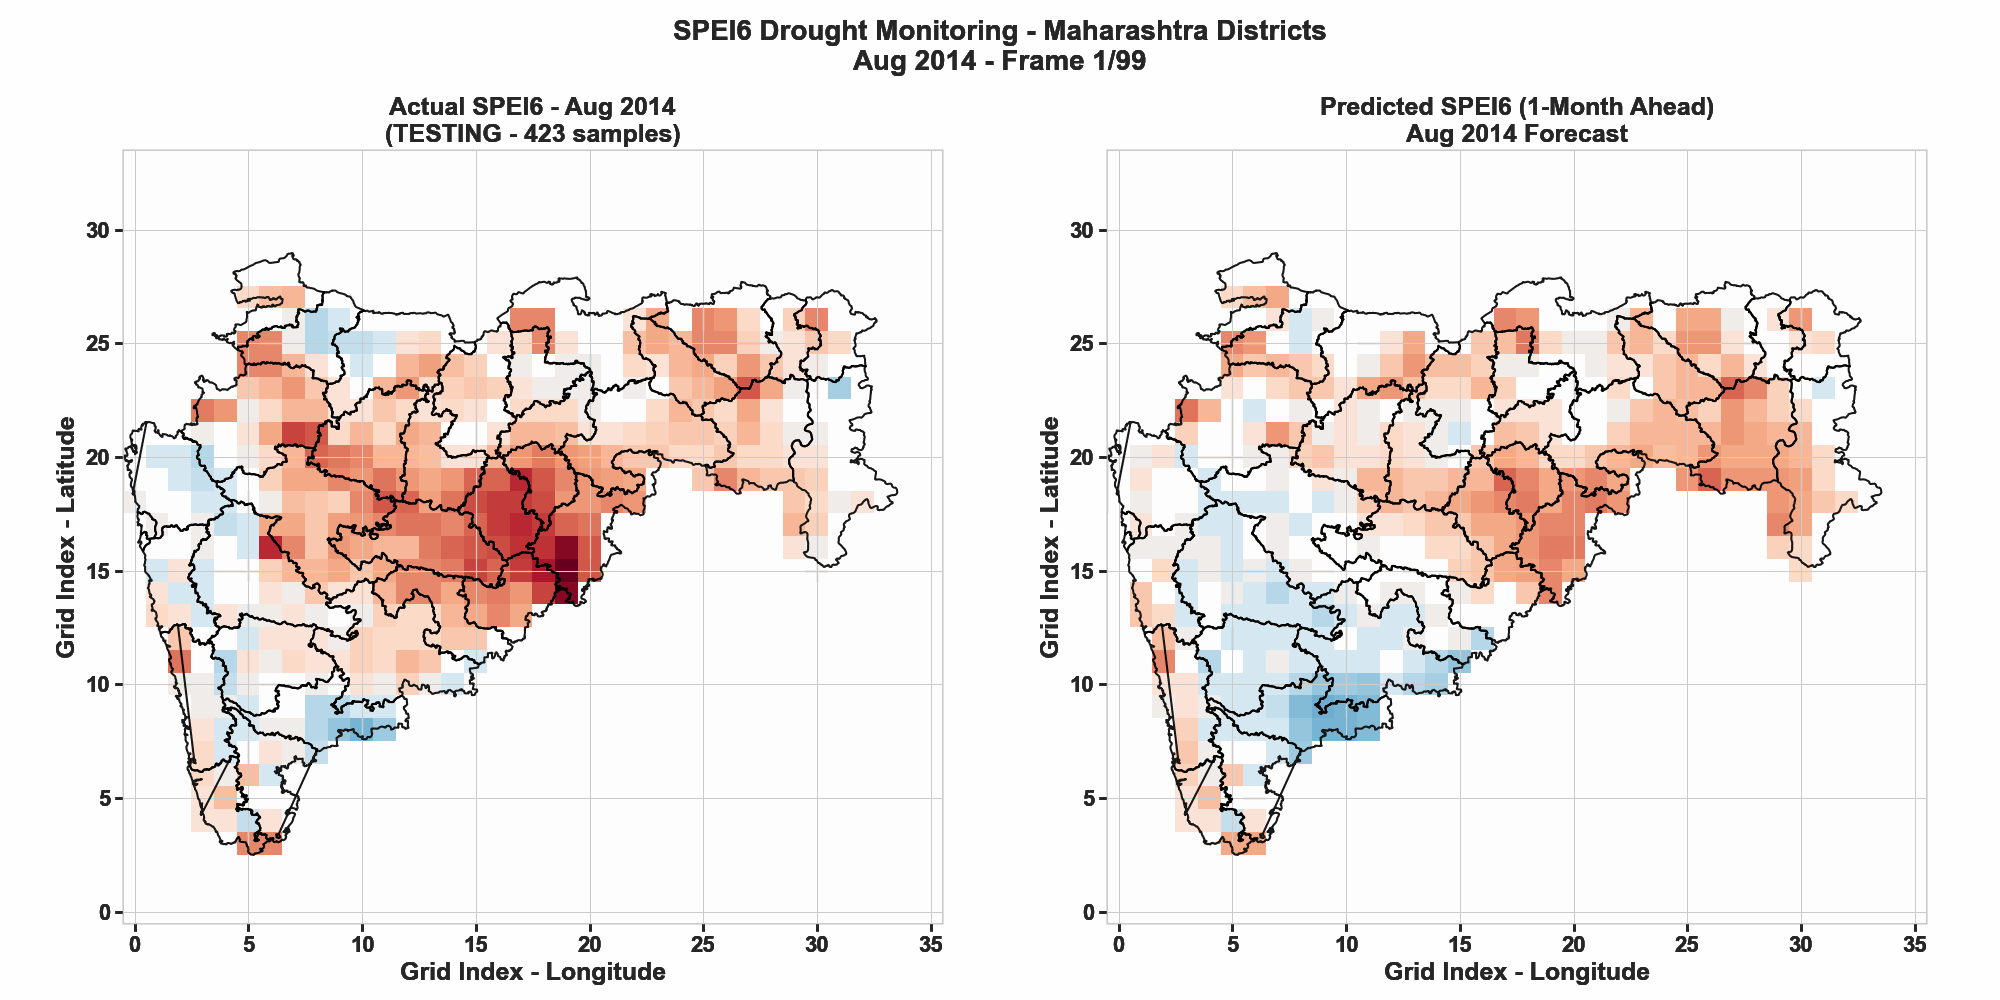 SPEI6 Drought Monitoring - Maharashtra Districts
Aug 2014 - Frame 1/99
Actual SPEI6 - Aug 2014
(TESTING - 423 samples)
30
25
20
15
10
5
0
0 5 10 15 20 25 30 35
Grid Index - Latitude
Grid Index - Longitude
Predicted SPEI6 (1-Month Ahead)
Aug 2014 Forecast
30
25
20
15
10
5
0
0 5 10 15 20 25 30 35
Grid Index - Latitude
Grid Index - Longitude